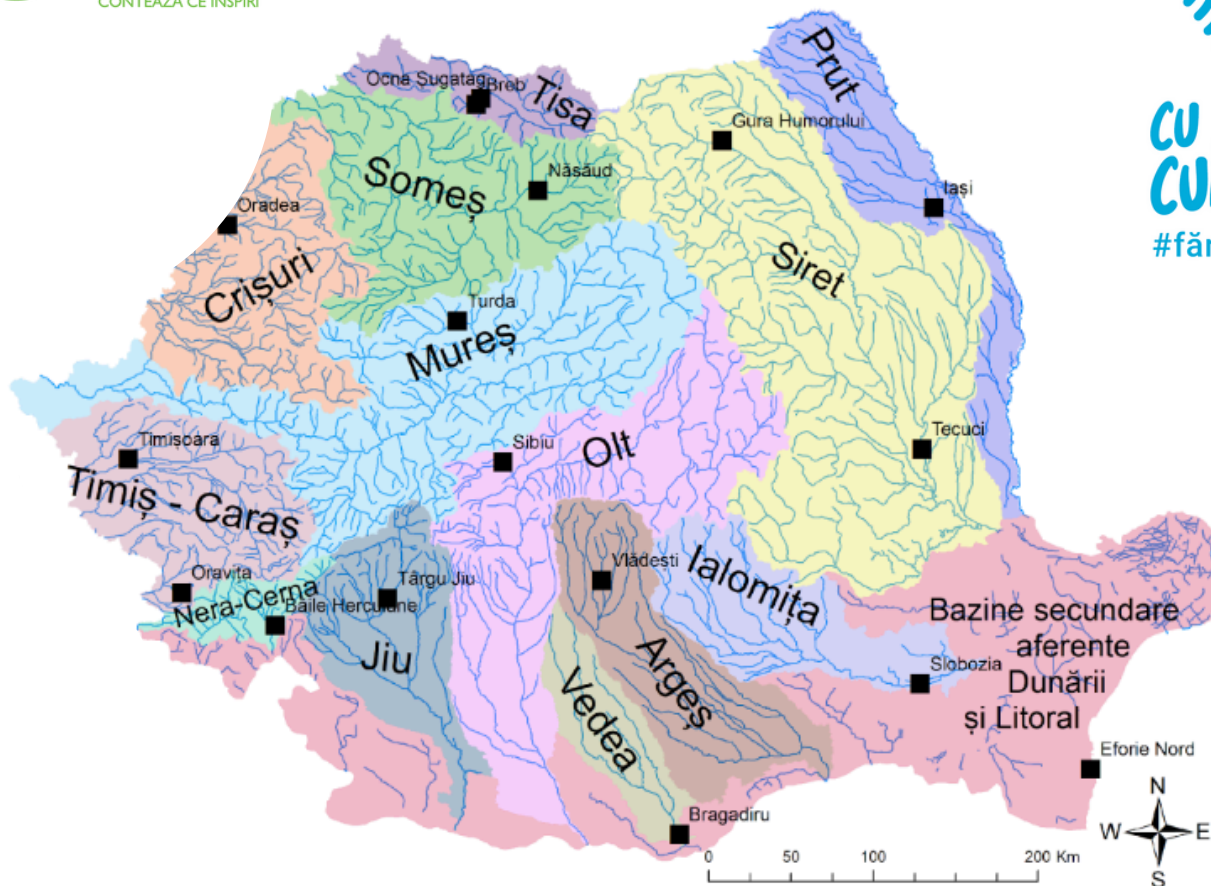 CONTEAZĂ CE INSPIRI
Prut
Ocna Șugatag
Breb
Tisa
CU
#făr
Gura Humorului
Someș
Năsăud
Iași
Oradea
Siret
Crișuri
Turda
Mureș
Timișoara
Sibiu
Olt
Tecuci
Timiș - Caraș
Vlădești
Ialomița
Oravița
Târgu Jiu
Nera-Cerna
Băile Herculane
Bazine secundare
aferente
Dunării
și Litoral
Jiu
Argeș
Slobozia
Vedea
Eforie Nord
N
Bragadiru
W
E
0 50 100 200 Km
S